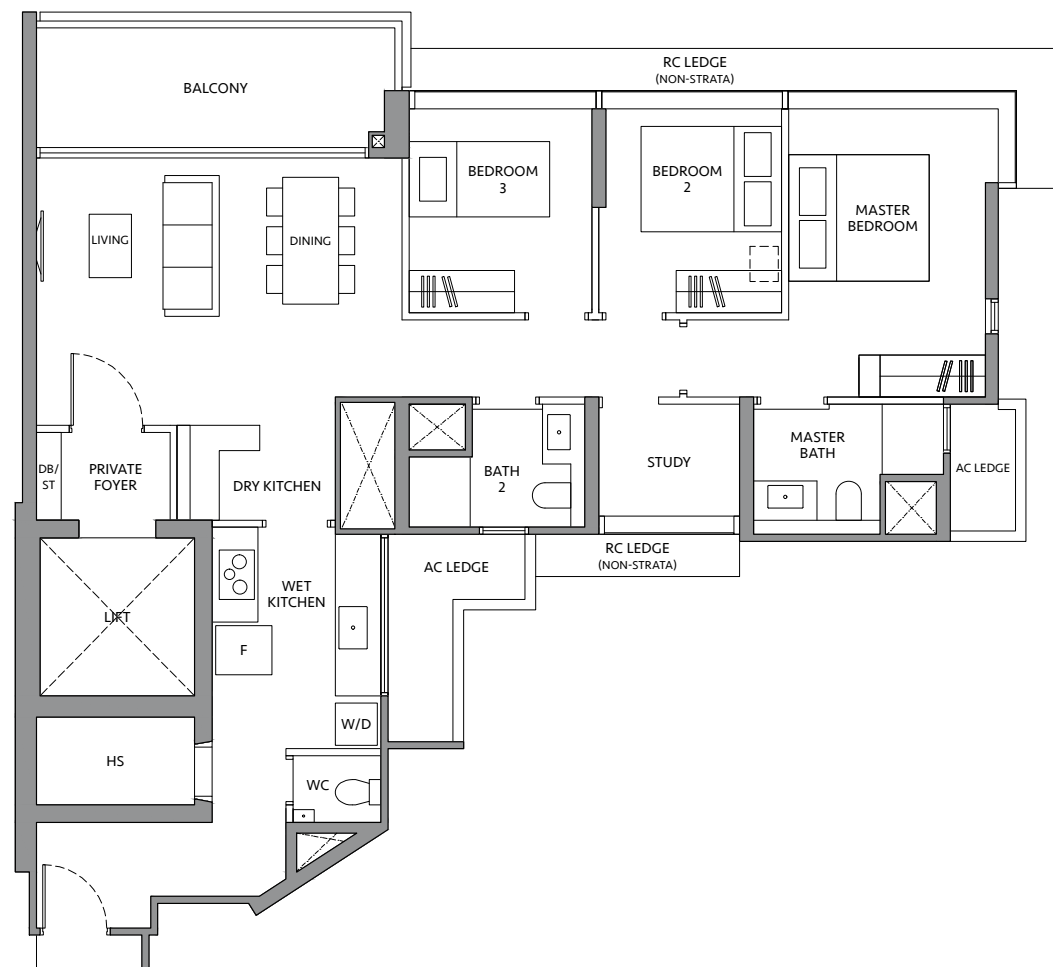 RC LEDGE
(NON-STRATA)
BALCONY
BEDROOM
3
BEDROOM
2
MASTER
BEDROOM
LIVING
DINING
DB/
ST
PRIVATE
FOYER
DRY KITCHEN
BATH
2
STUDY
MASTER
BATH
AC LEDGE
RC LEDGE
(NON-STRATA)
AC LEDGE
WET
KITCHEN
LIFT
F
W/D
HS
WC